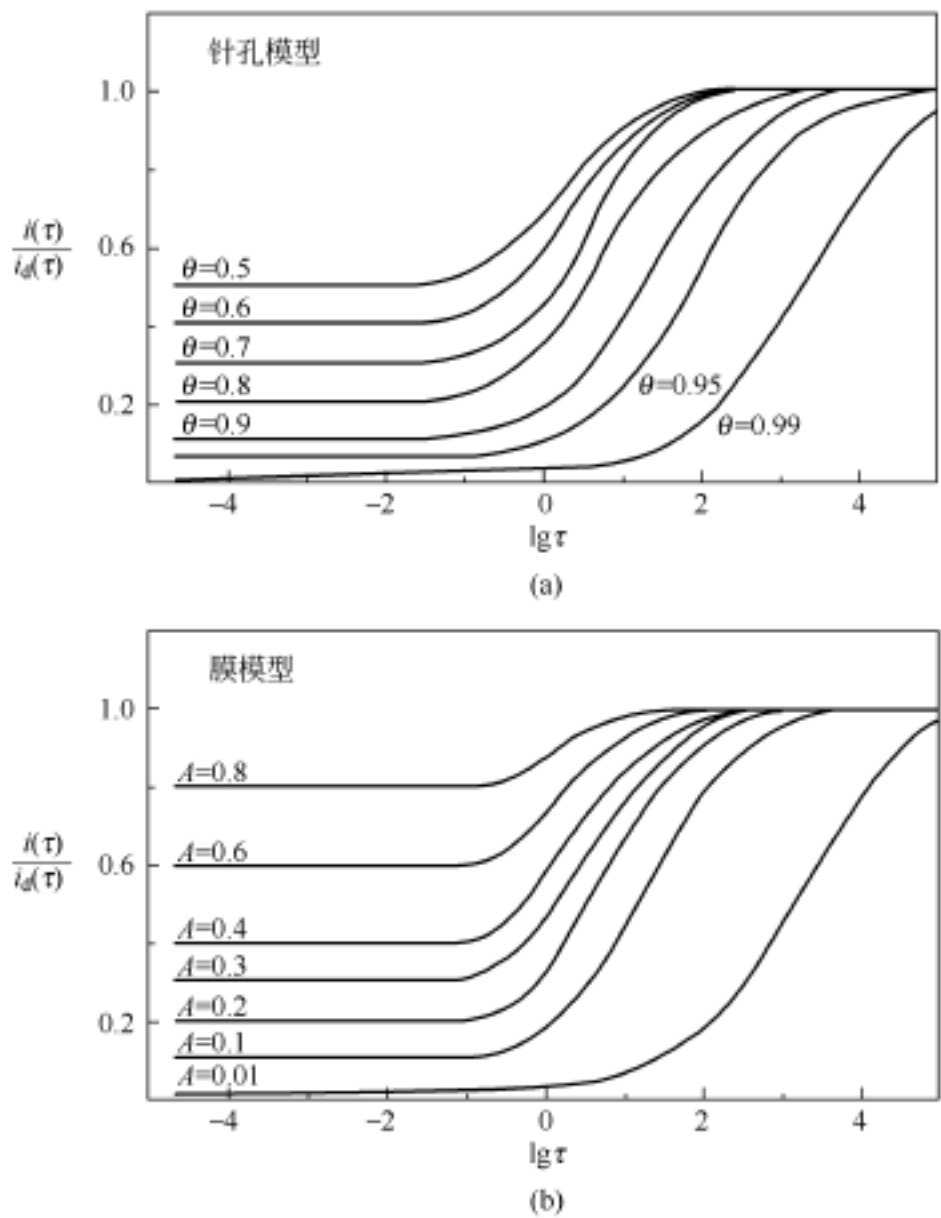 针孔模型
1.0
i(τ)
i_d(τ)
0.6
θ=0.5
θ=0.6
θ=0.7
θ=0.8
θ=0.9
0.2
θ=0.95
θ=0.99
−4 −2 0 2 4
lgτ
(a)
膜模型
1.0
A=0.8
i(τ)
i_d(τ)
0.6
A=0.6
A=0.4
A=0.3
A=0.2
0.2
A=0.1
A=0.01
−4 −2 0 2 4
lgτ
(b)